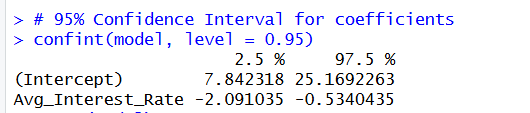 > # 95% Confidence Interval for coefficients
> confint(model, level = 0.95)
2.5 % 97.5 %
(Intercept) 7.842318 25.1692263
Avg_Interest_Rate -2.091035 -0.5340435